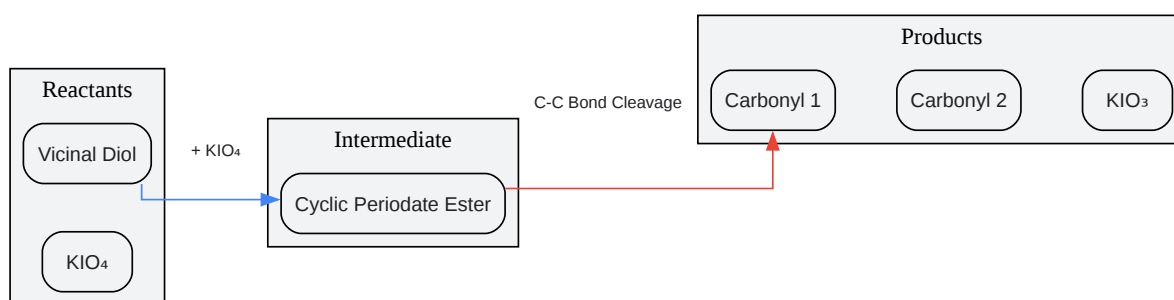 Reactants
Vicinal Diol
KIO₄
+ KIO₄
Intermediate
Cyclic Periodate Ester
C-C Bond Cleavage
Products
Carbonyl 1
Carbonyl 2
KIO₃